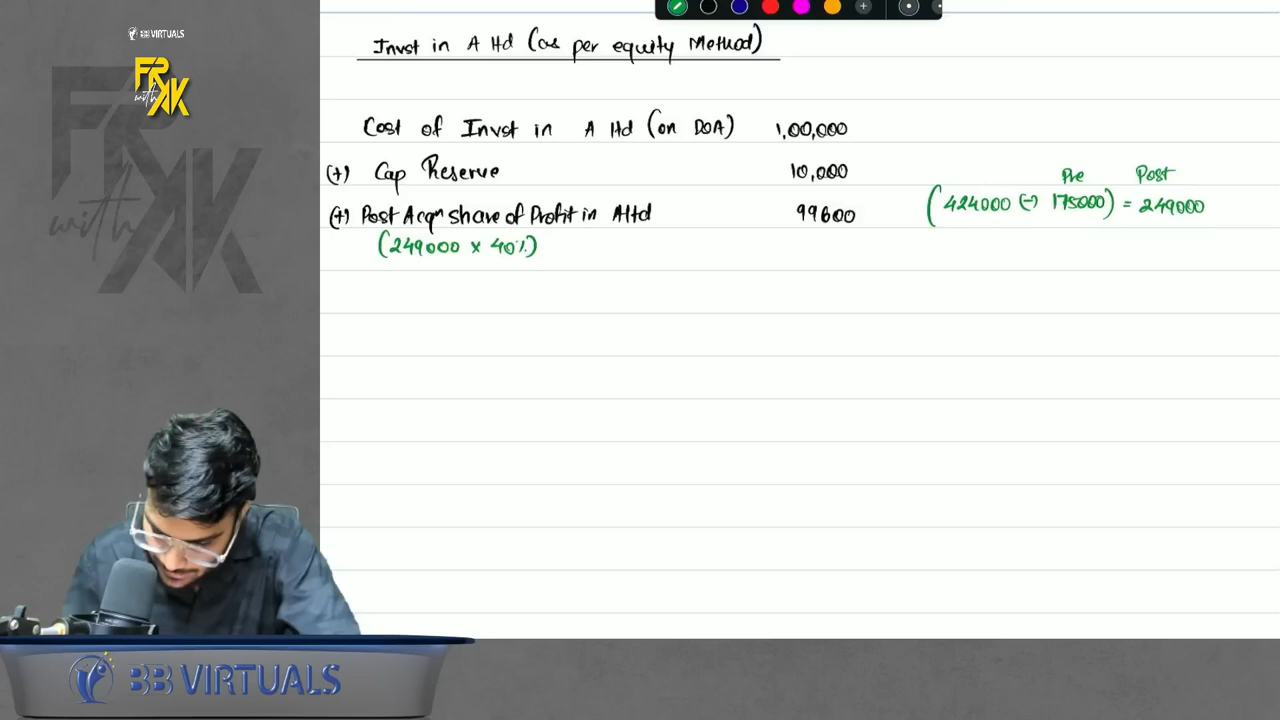 BB VIRTUALS
FR
with
AK
Invst in A Ltd (as per equity Method)
Cost of Invst in A Ltd (on DOA) 1,00,000
(+) Cap Reserve 10,000
(+) Post Acqn share of Profit in A Ltd 99600
(249000 x 40%)
Pre Post
(424000 (-) 175000) = 249000
BB VIRTUALS